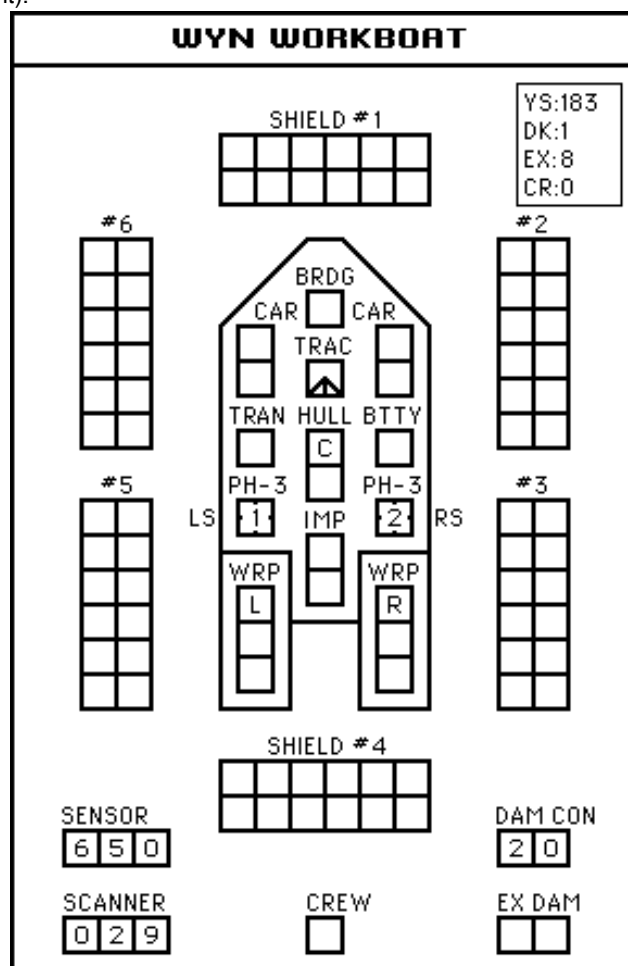 it).
WYN WORKBOAT
YS:183
DK:1
EX:8
CR:0
SHIELD #1
#6
#2
BRDG
CAR
CAR
TRAC
TRAN HULL BTTY
C
#5
PH-3
PH-3
#3
LS
1
IMP
2
RS
WRP
WRP
L
R
SHIELD #4
SENSOR
DAM CON
6 5 0
2 0
SCANNER
CREW
EX DAM
0 2 9